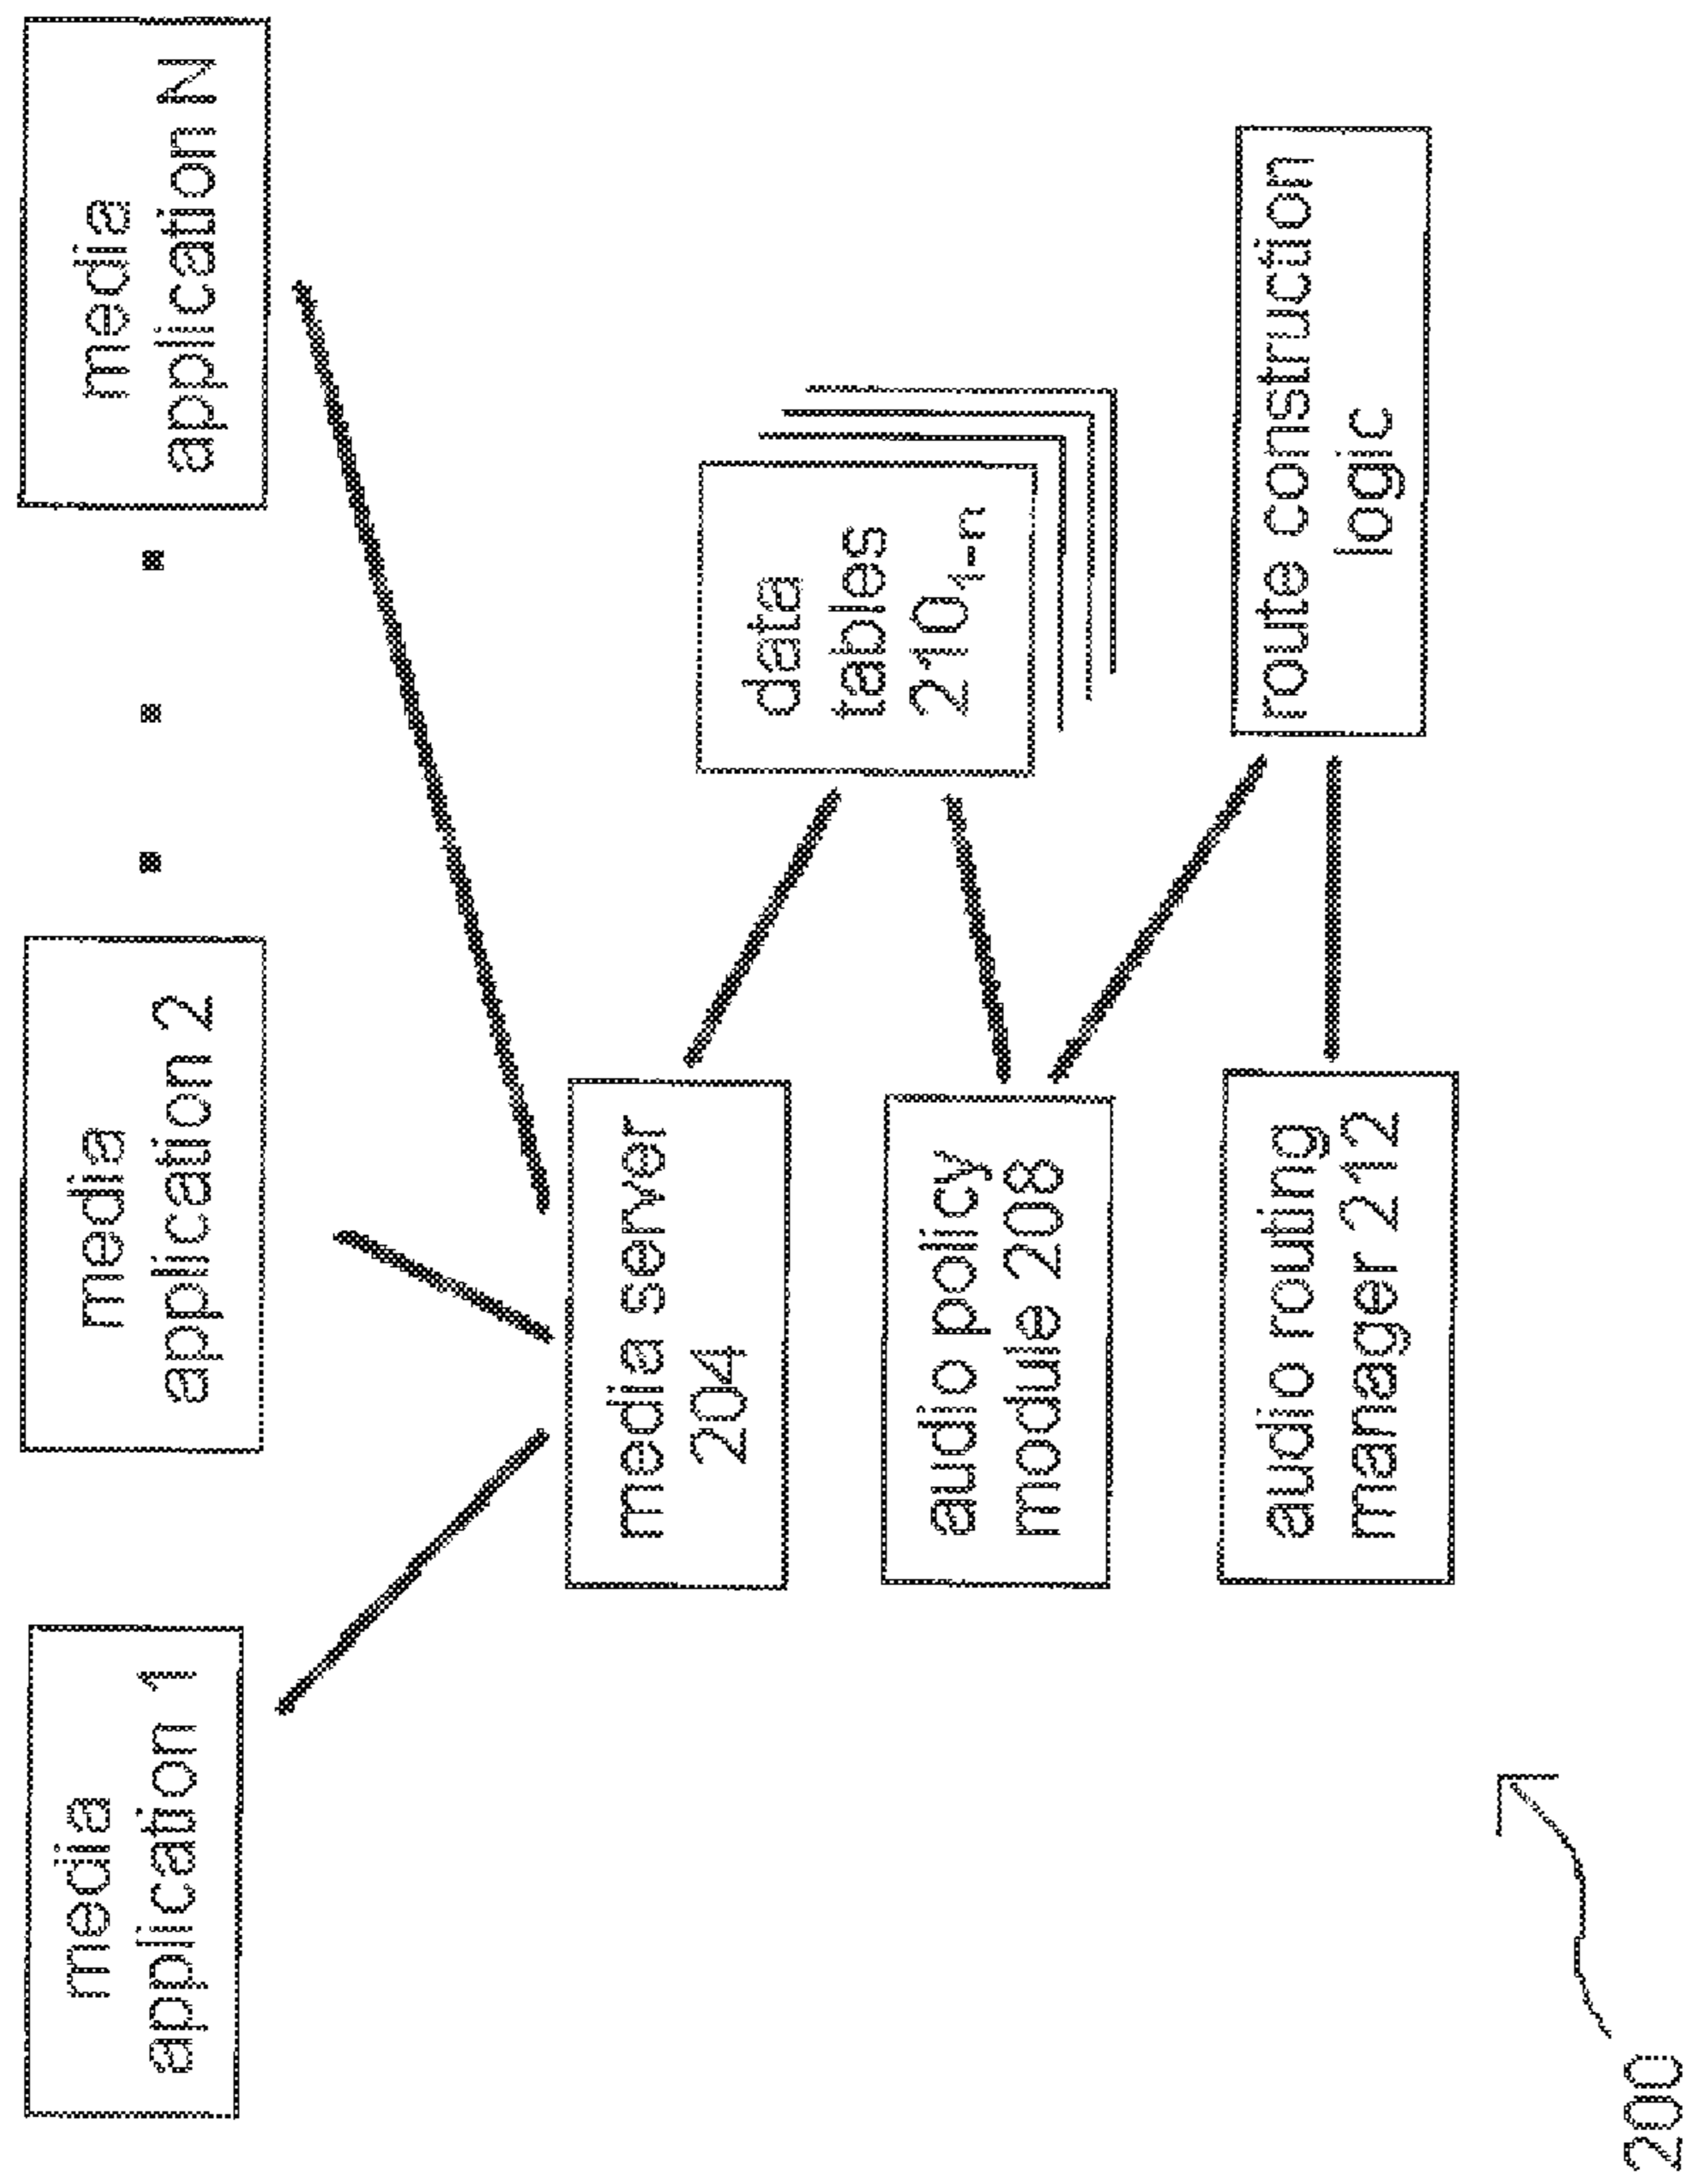 media
application 1
media
application 2
media
application N
media server
204
data
tables
210₁₋ₙ
audio policy
module 208
audio routing
manager 212
route construction
logic
200